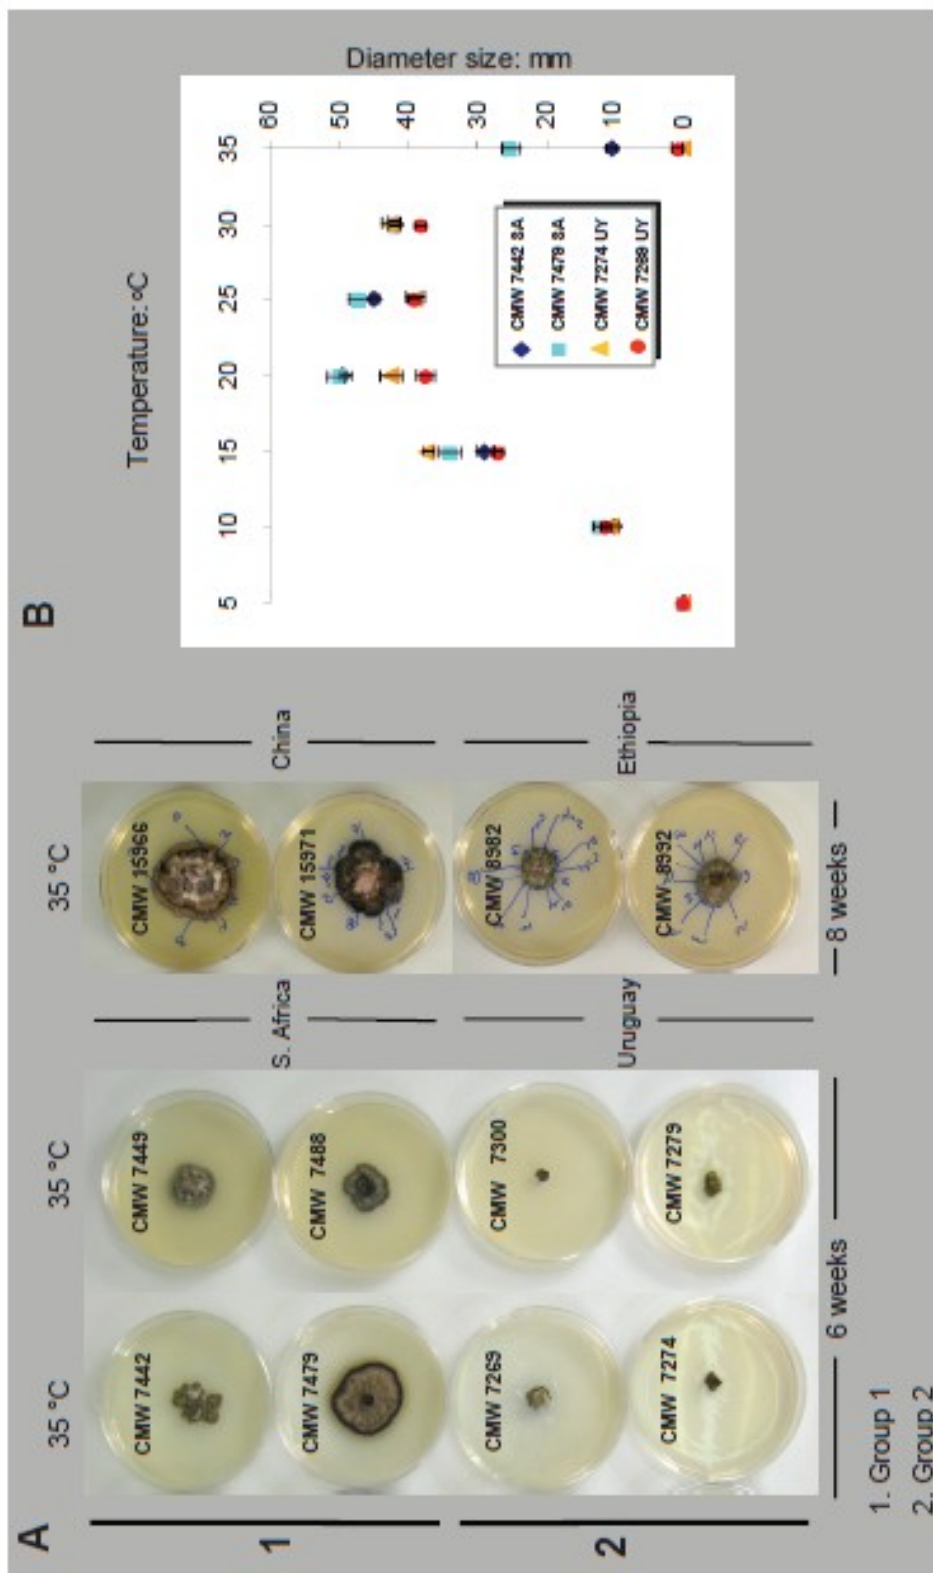 A
35 °C
35 °C
35 °C
1
2
CMW 7442
CMW 7449
CMW 15966
CMW 7479
CMW 7488
CMW 15971
CMW 7269
CMW 7300
CMW 8982
CMW 7274
CMW 7279
CMW 8992
S. Africa
China
Uruguay
Ethiopia
6 weeks
8 weeks
1. Group 1
2. Group 2
B
Temperature: ºC
5
10
15
20
25
30
35
60
50
40
30
20
10
0
Diameter size: mm
CMW 7442 SA
CMW 7479 SA
CMW 7274 UY
CMW 7269 UY